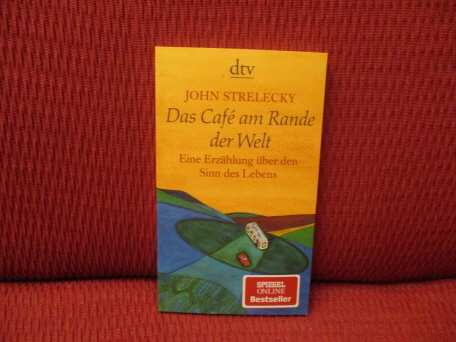 dtv
JOHN STRELECKY
Das Café am Rande
der Welt
Eine Erzählung über den
Sinn des Lebens
SPIEGEL
ONLINE
Bestseller